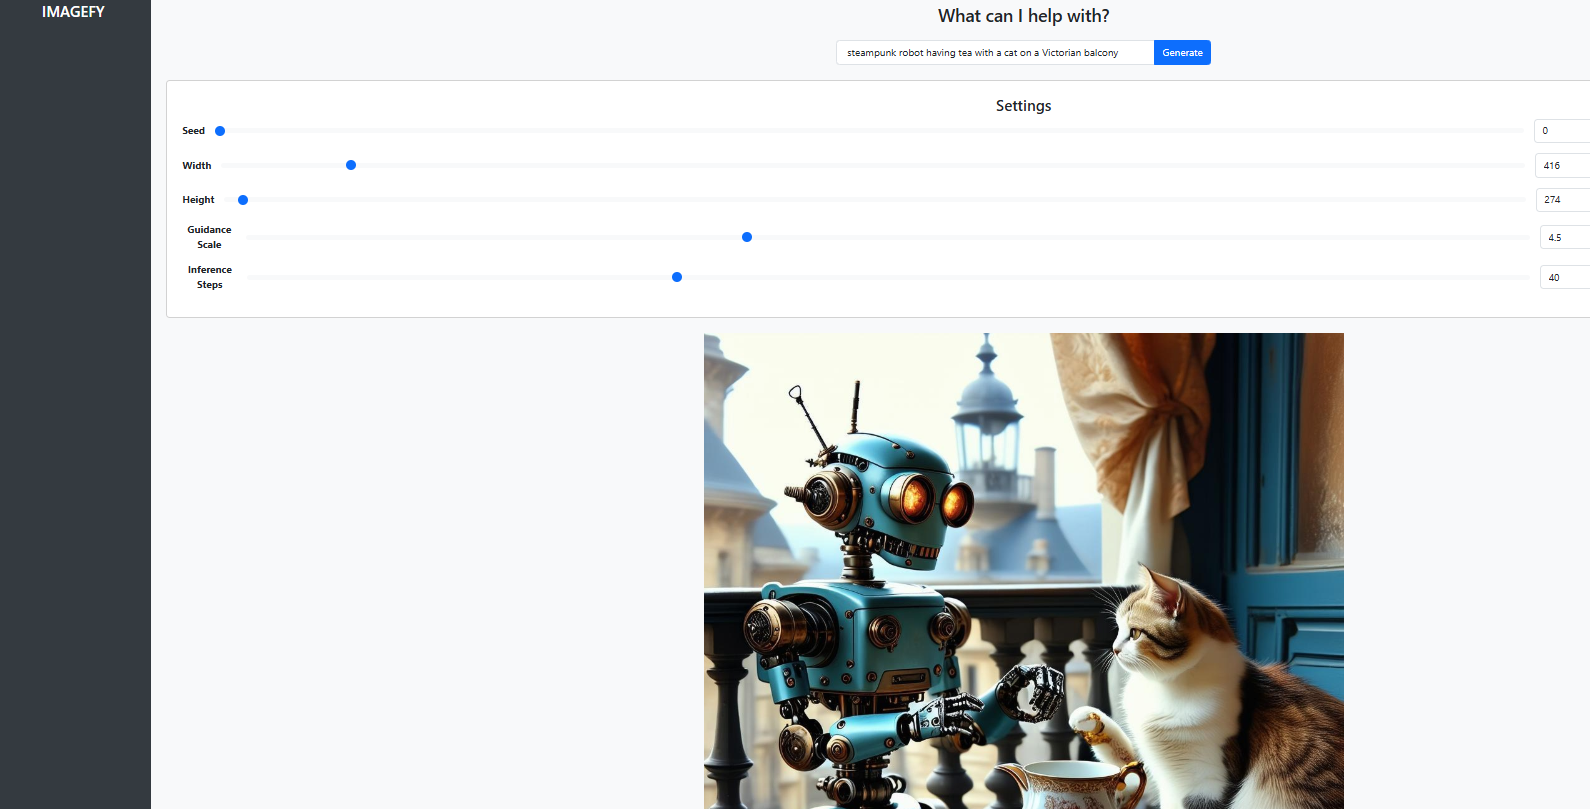 IMAGEFY
What can I help with?
steampunk robot having tea with a cat on a Victorian balcony
Generate
Settings
Seed
0
Width
416
Height
274
Guidance
Scale
4.5
Inference
Steps
40